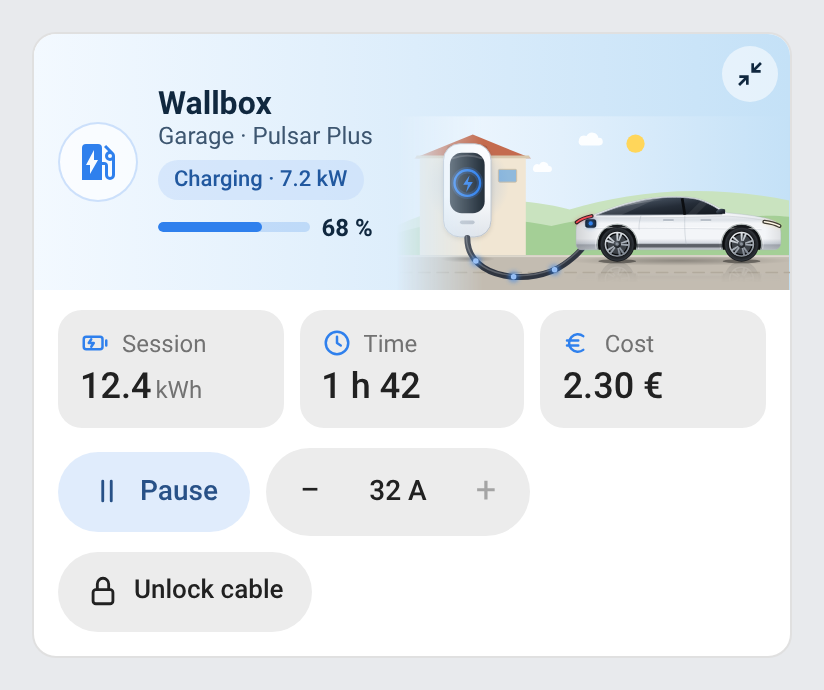 Wallbox
Garage · Pulsar Plus
Charging · 7.2 kW
68 %
Session
12.4 kWh
Time
1 h 42
Cost
2.30 €
Pause
− 32 A +
Unlock cable